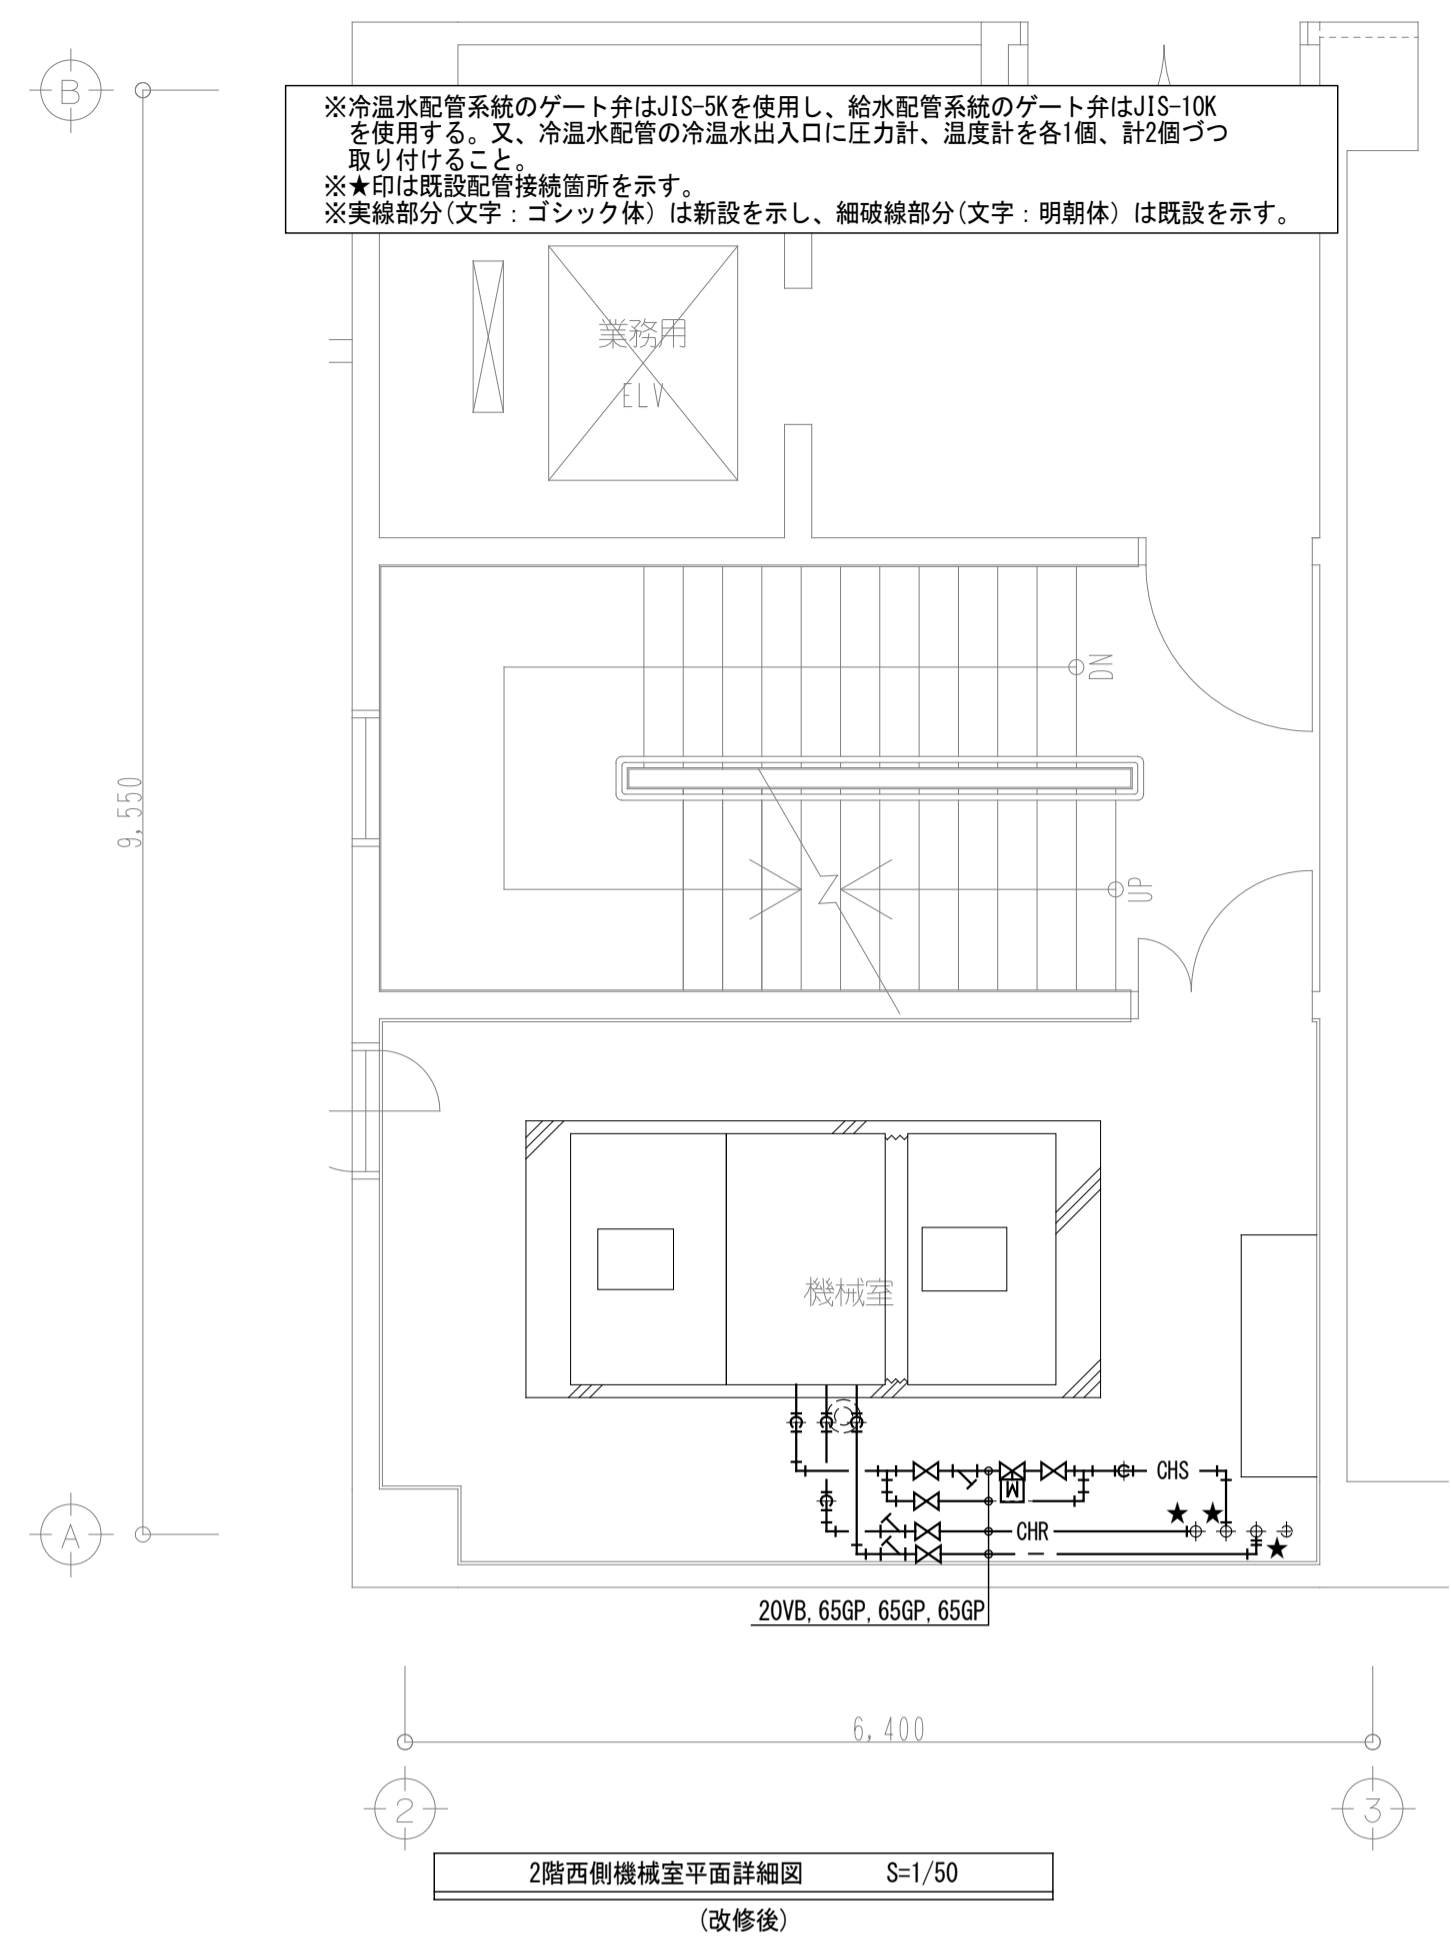 ※冷温水配管系統のゲート弁はJIS-5Kを使用し、給水配管系統のゲート弁はJIS-10K
を使用する。又、冷温水配管の冷温水出入口に圧力計、温度計を各1個、計2個づつ
取り付けること。
※★印は既設配管接続箇所を示す。
※実線部分(文字：ゴシック体）は新設を示し、細破線部分(文字：明朝体）は既設を示す。
B
業務用
ELV
DN
9,550
UP
機械室
CHS
M
★ ★
CHR
A
★
20VB, 65GP, 65GP, 65GP
6,400
2
3
2階西側機械室平面詳細図 S=1/50
(改修後)